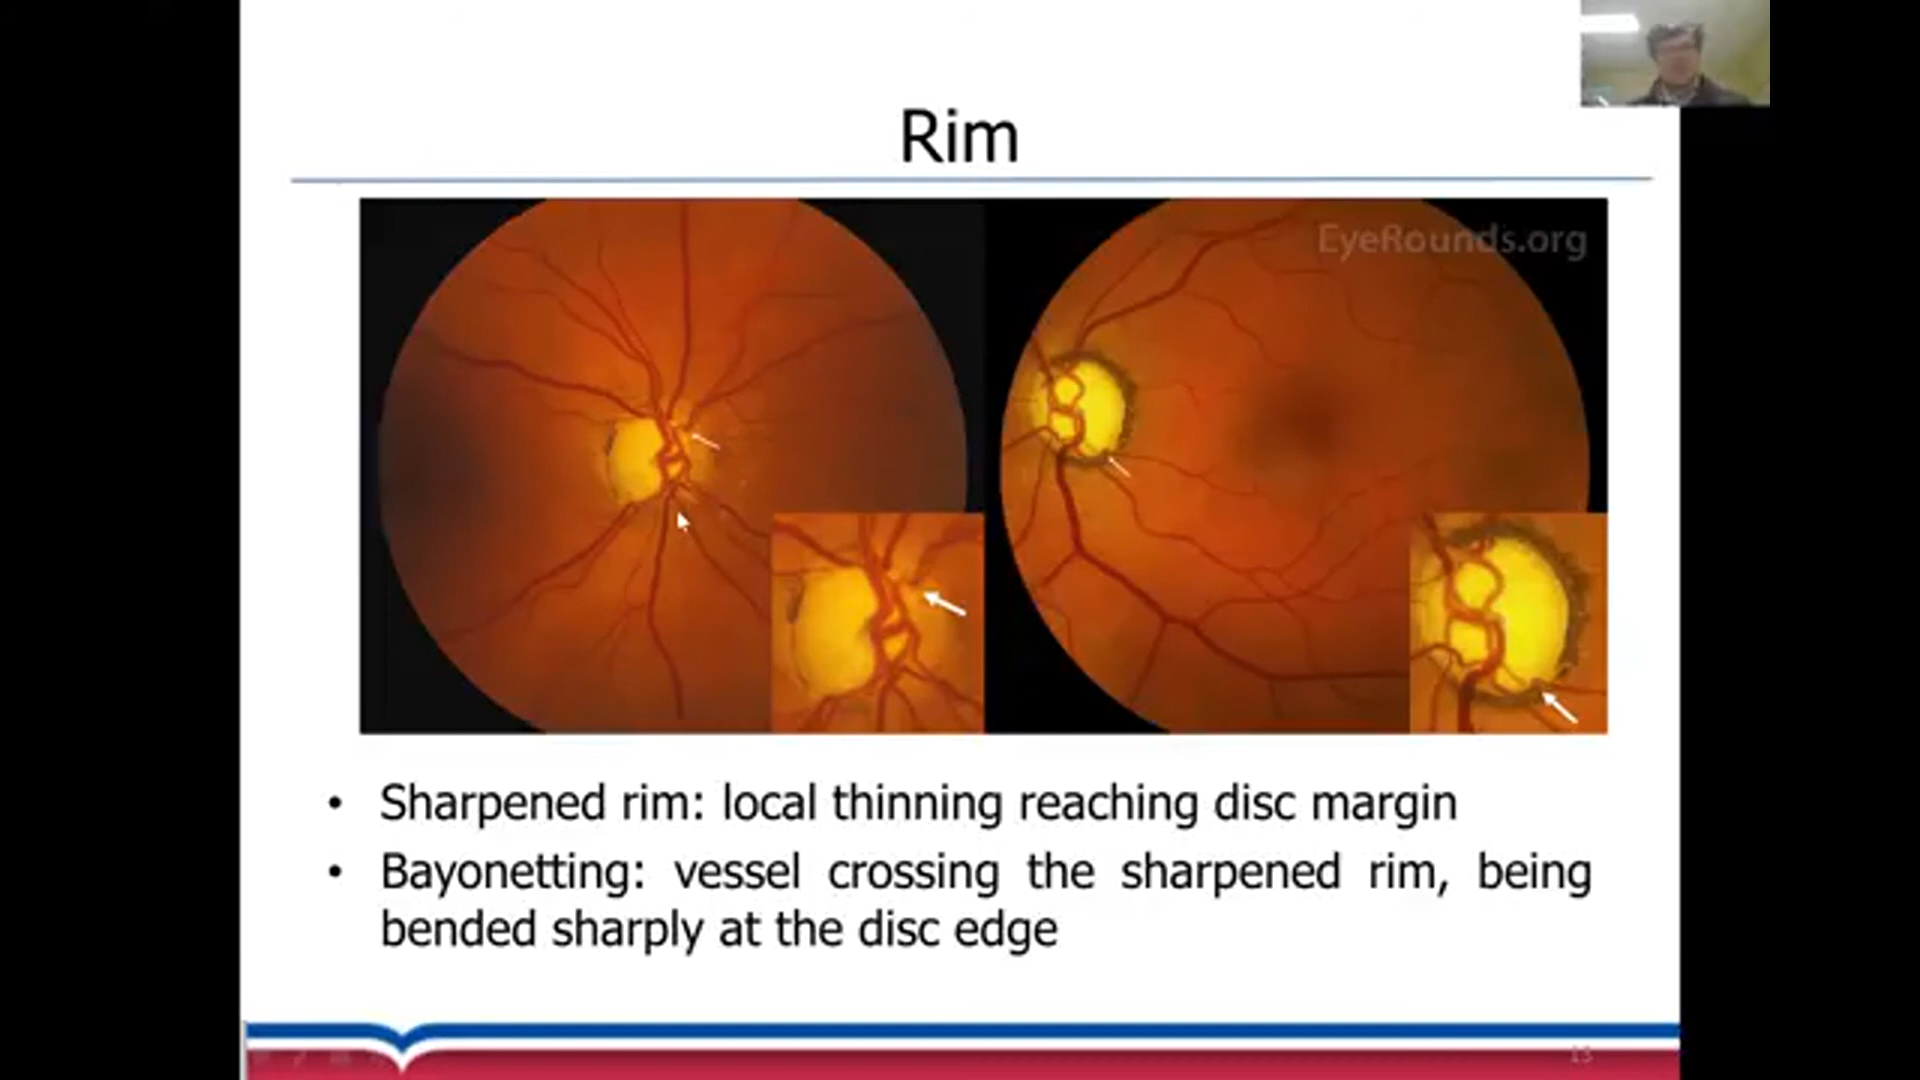 Rim
EyeRounds.org
• Sharpened rim: local thinning reaching disc margin
• Bayonetting: vessel crossing the sharpened rim, being
bended sharply at the disc edge
13